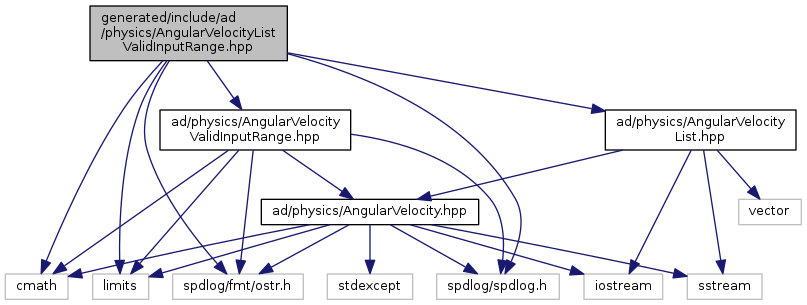 generated/include/ad
/physics/AngularVelocityList
ValidInputRange.hpp
ad/physics/AngularVelocity
ValidInputRange.hpp
ad/physics/AngularVelocity
List.hpp
ad/physics/AngularVelocity.hpp
vector
cmath
limits
spdlog/fmt/ostr.h
stdexcept
spdlog/spdlog.h
iostream
sstream